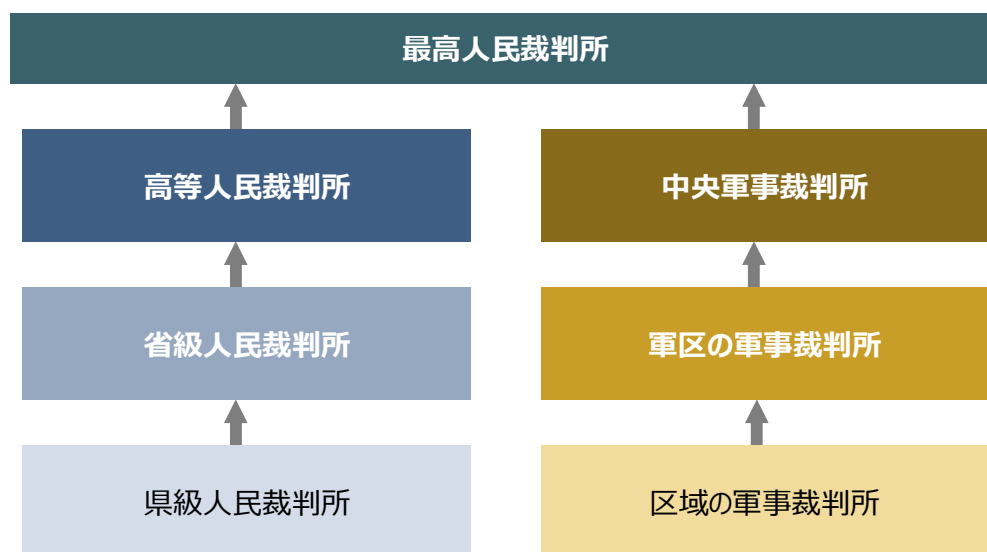 最高人民裁判所
高等人民裁判所
中央軍事裁判所
省級人民裁判所
軍区の軍事裁判所
県級人民裁判所
区域の軍事裁判所